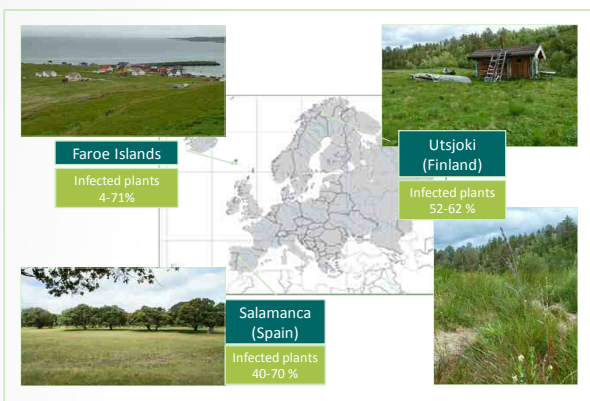 Faroe Islands
Infected plants
4-71%
Utsjoki
(Finland)
Infected plants
52-62 %
Salamanca
(Spain)
Infected plants
40-70 %